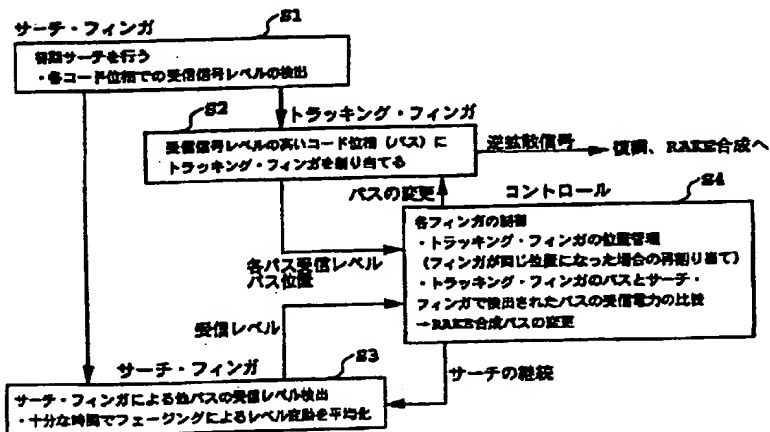 サーチ・フィンガ
S1
初期サーチを行う
・各コード位相での受信信号レベルの検出
S2
トラッキング・フィンガ
受信信号レベルの高いコード位相（パス）に
トラッキング・フィンガを割り当てる
逆拡散信号
復調、RAKE合成へ
パスの変更
コントロール
S4
各フィンガの制御
・トラッキング・フィンガの位置管理
（フィンガが同じ位置になった場合の再割り当て）
・トラッキング・フィンガのパスとサーチ・
フィンガで検出されたパスの受信電力の比較
→RAKE合成パスの変更
各パス受信レベル
パス位置
受信レベル
サーチ・フィンガ
S3
サーチの継続
サーチ・フィンガによる他パスの受信レベル検出
・十分な時間でフェージングによるレベル変動を平均化